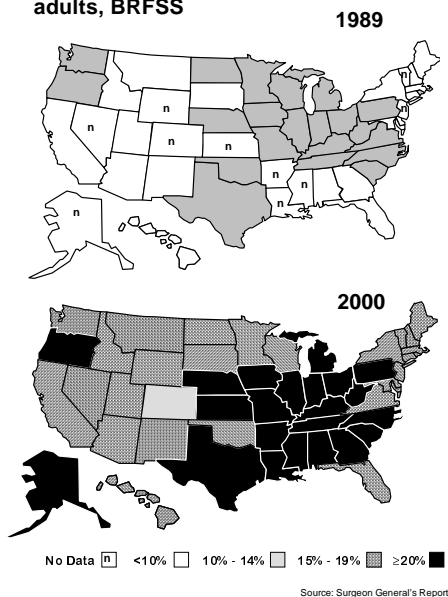 adults, BRFSS
1989
n
n
n
n
n
n
n
n
n
n
2000
No Data n <10% 10% - 14% 15% - 19% ≥20%
Source: Surgeon General's Report